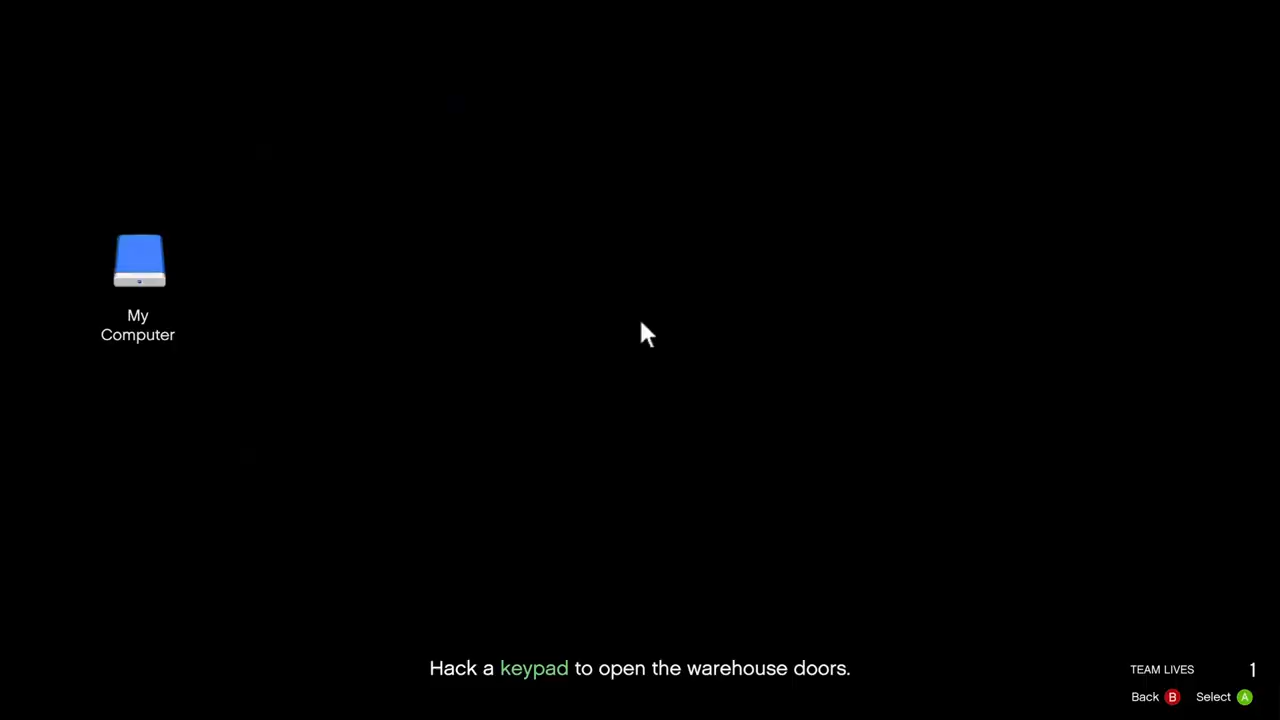 My
Computer
Hack a keypad to open the warehouse doors.
TEAM LIVES 1
Back B Select A